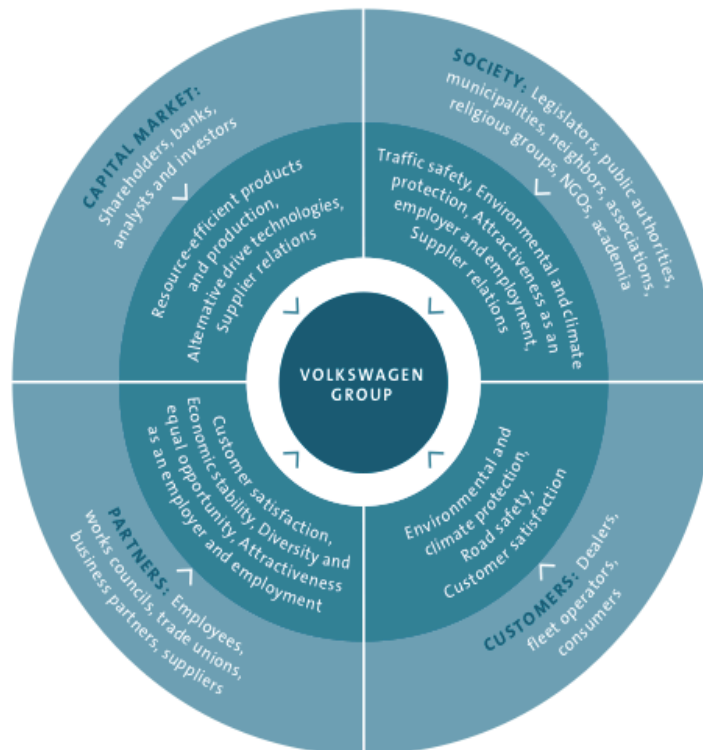 CAPITAL MARKET:
Shareholders, banks,
analysts and investors
Resource-efficient products
and production,
Alternative drive technologies,
Supplier relations
SOCIETY: Legislators, public authorities,
municipalities, neighbors, associations,
religious groups, NGOs, academia
Traffic safety, Environmental and climate
protection, Attractiveness as an
employer and employment,
Supplier relations
VOLKSWAGEN
GROUP
Customer satisfaction,
Economic stability, Diversity and
equal opportunity, Attractiveness
as an employer and employment
PARTNERS: Employees,
works councils, trade unions,
business partners, suppliers
Environmental and
climate protection,
Road safety,
Customer satisfaction
CUSTOMERS: Dealers,
fleet operators,
consumers